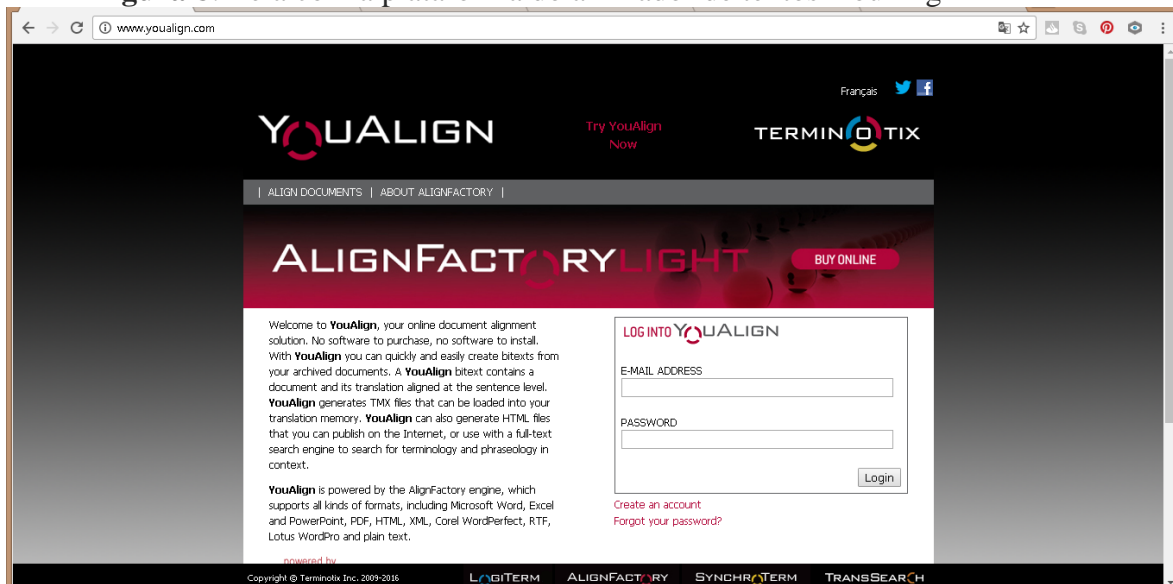 www.youalign.com
Français
YOUALIGN
Try YouAlign
Now
TERMINOTIX
| ALIGN DOCUMENTS | ABOUT ALIGNFACTORY |
ALIGNFACTORYLIGHT
BUY ONLINE
Welcome to YouAlign, your online document alignment
solution. No software to purchase, no software to install.
With YouAlign you can quickly and easily create bitexts from
your archived documents. A YouAlign bitext contains a
document and its translation aligned at the sentence level.
YouAlign generates TMX files that can be loaded into your
translation memory. YouAlign can also generate HTML files
that you can publish on the Internet, or use with a full-text
search engine to search for terminology and phraseology in
context.
YouAlign is powered by the AlignFactory engine, which
supports all kinds of formats, including Microsoft Word, Excel
and PowerPoint, PDF, HTML, XML, Corel WordPerfect, RTF,
Lotus WordPro and plain text.
powered by
LOG INTO YOUALIGN
E-MAIL ADDRESS
PASSWORD
Login
Create an account
Forgot your password?
Copyright © Terminotix Inc. 2009-2016
LOGITERM
ALIGNFACTORY
SYNCHROTERM
TRANSSEARCH